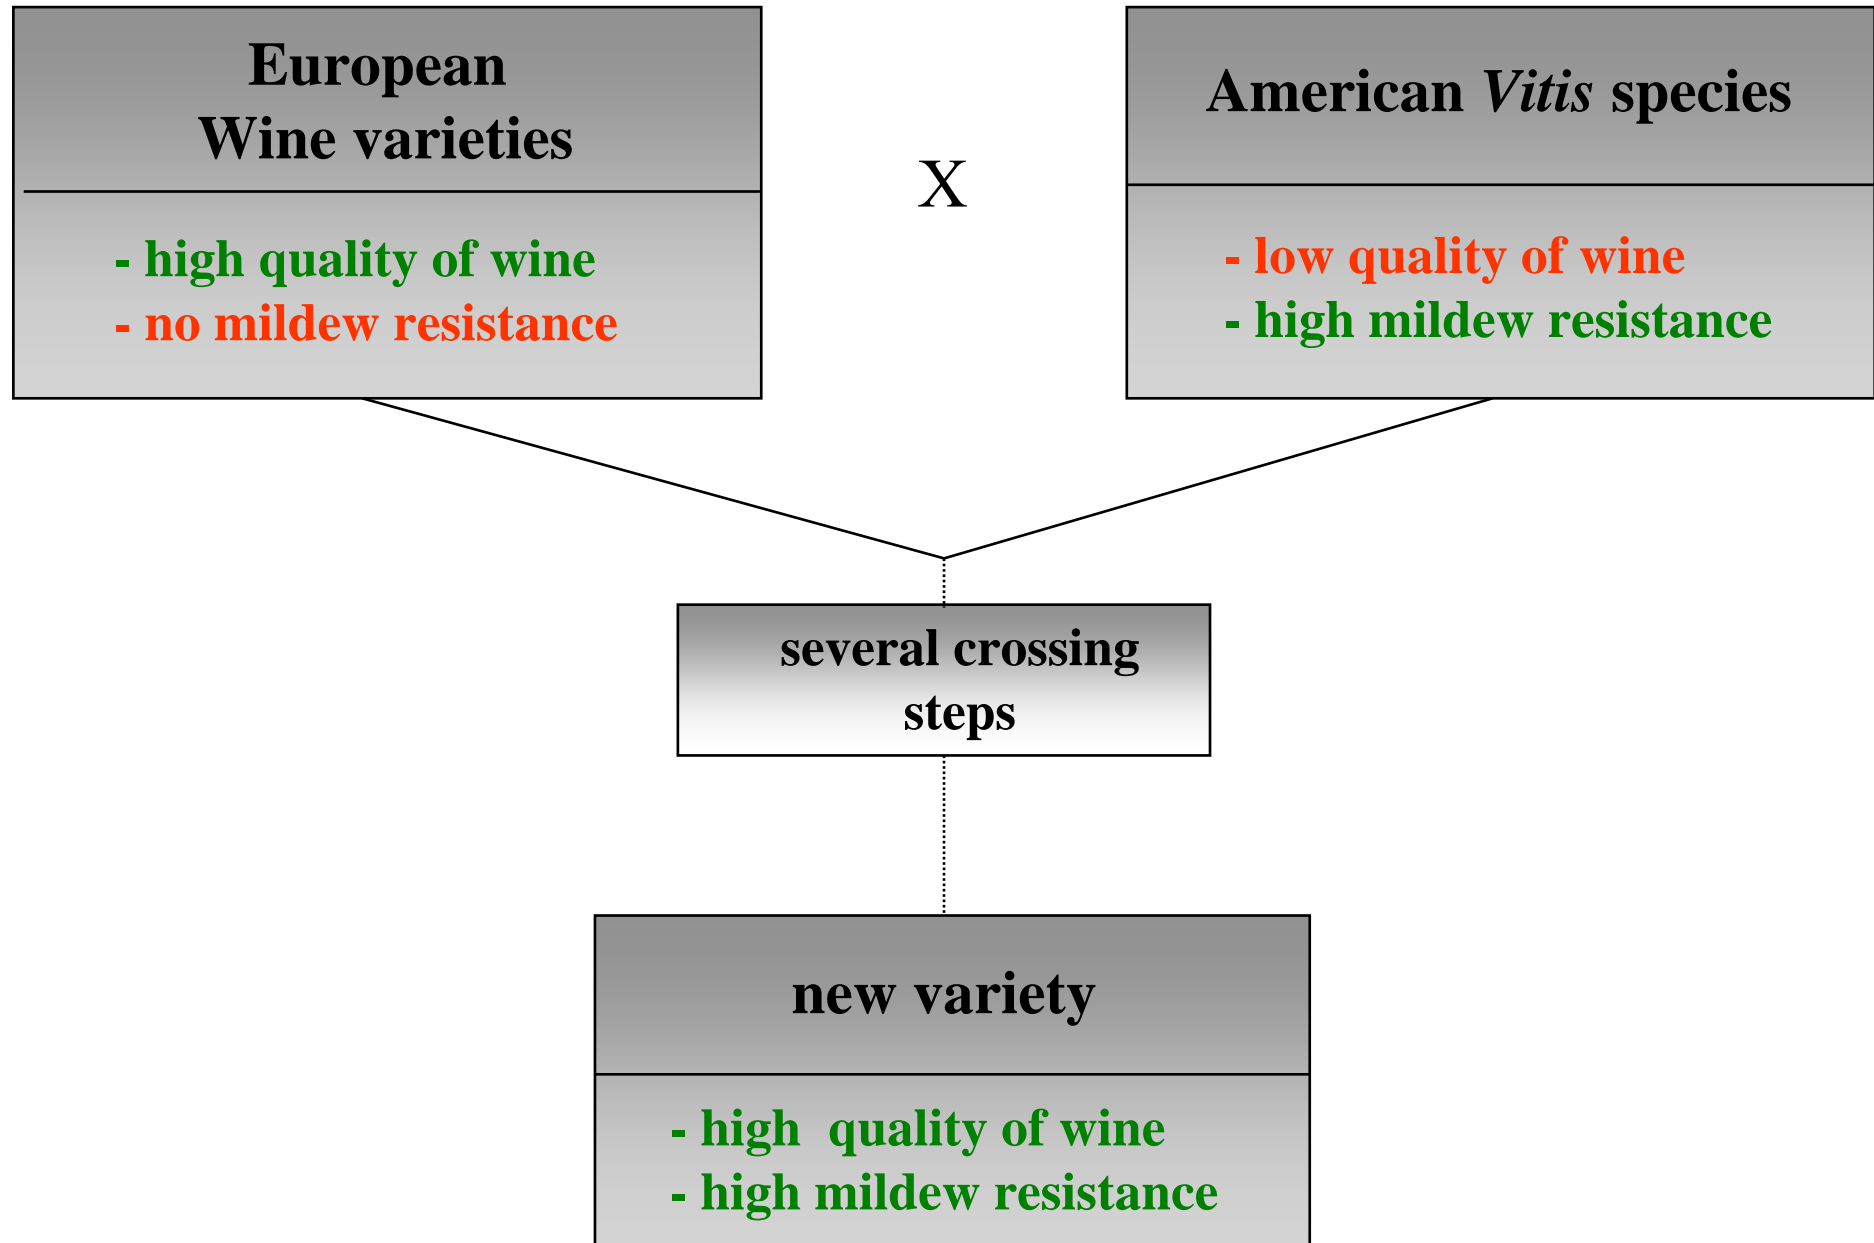 European
Wine varieties
- high quality of wine
- no mildew resistance
X
American Vitis species
- low quality of wine
- high mildew resistance
several crossing
steps
new variety
- high  quality of wine
- high mildew resistance